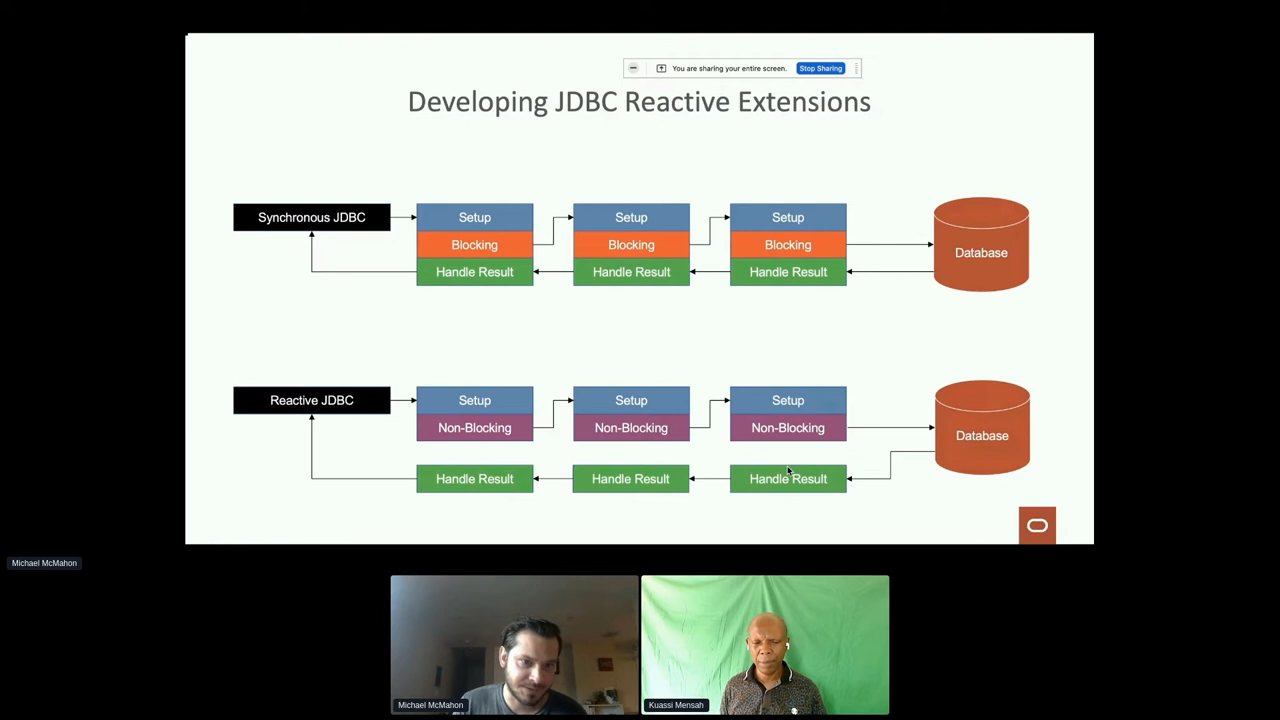 You are sharing your entire screen. Stop Sharing
Developing JDBC Reactive Extensions
Synchronous JDBC Setup Setup Setup
Blocking Blocking Blocking Database
Handle Result Handle Result Handle Result
Reactive JDBC Setup Setup Setup
Non-Blocking Non-Blocking Non-Blocking Database
Handle Result Handle Result Handle Result
Michael McMahon
Michael McMahon Kuassi Mensah